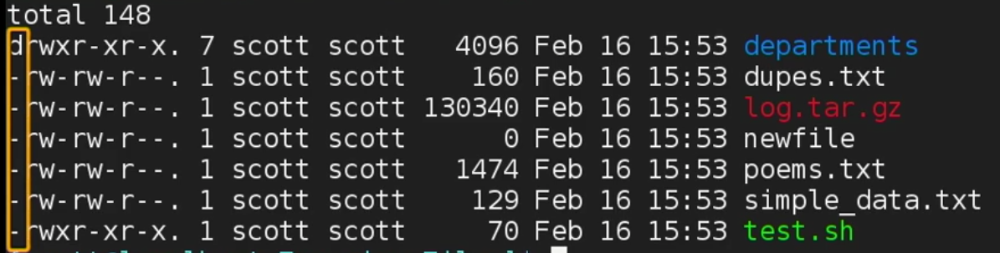 total 148
drwxr-xr-x. 7 scott scott   4096 Feb 16 15:53 departments
-rw-rw-r--. 1 scott scott    160 Feb 16 15:53 dupes.txt
-rw-rw-r--. 1 scott scott 130340 Feb 16 15:53 log.tar.gz
-rw-rw-r--. 1 scott scott      0 Feb 16 15:53 newfile
-rw-rw-r--. 1 scott scott   1474 Feb 16 15:53 poems.txt
-rw-rw-r--. 1 scott scott    129 Feb 16 15:53 simple_data.txt
-rwxr-xr-x. 1 scott scott     70 Feb 16 15:53 test.sh